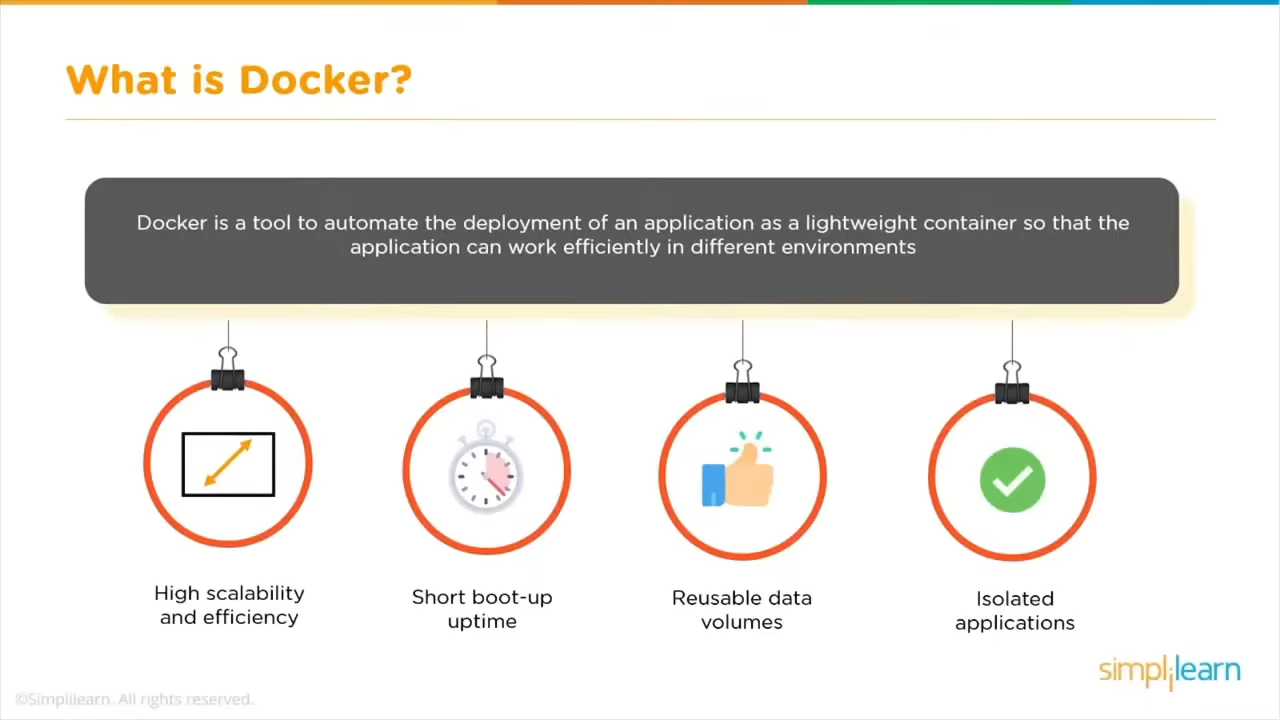 What is Docker?
Docker is a tool to automate the deployment of an application as a lightweight container so that the
application can work efficiently in different environments
High scalability
and efficiency
Short boot-up
uptime
Reusable data
volumes
Isolated
applications
simplilearn
©Simplilearn. All rights reserved.